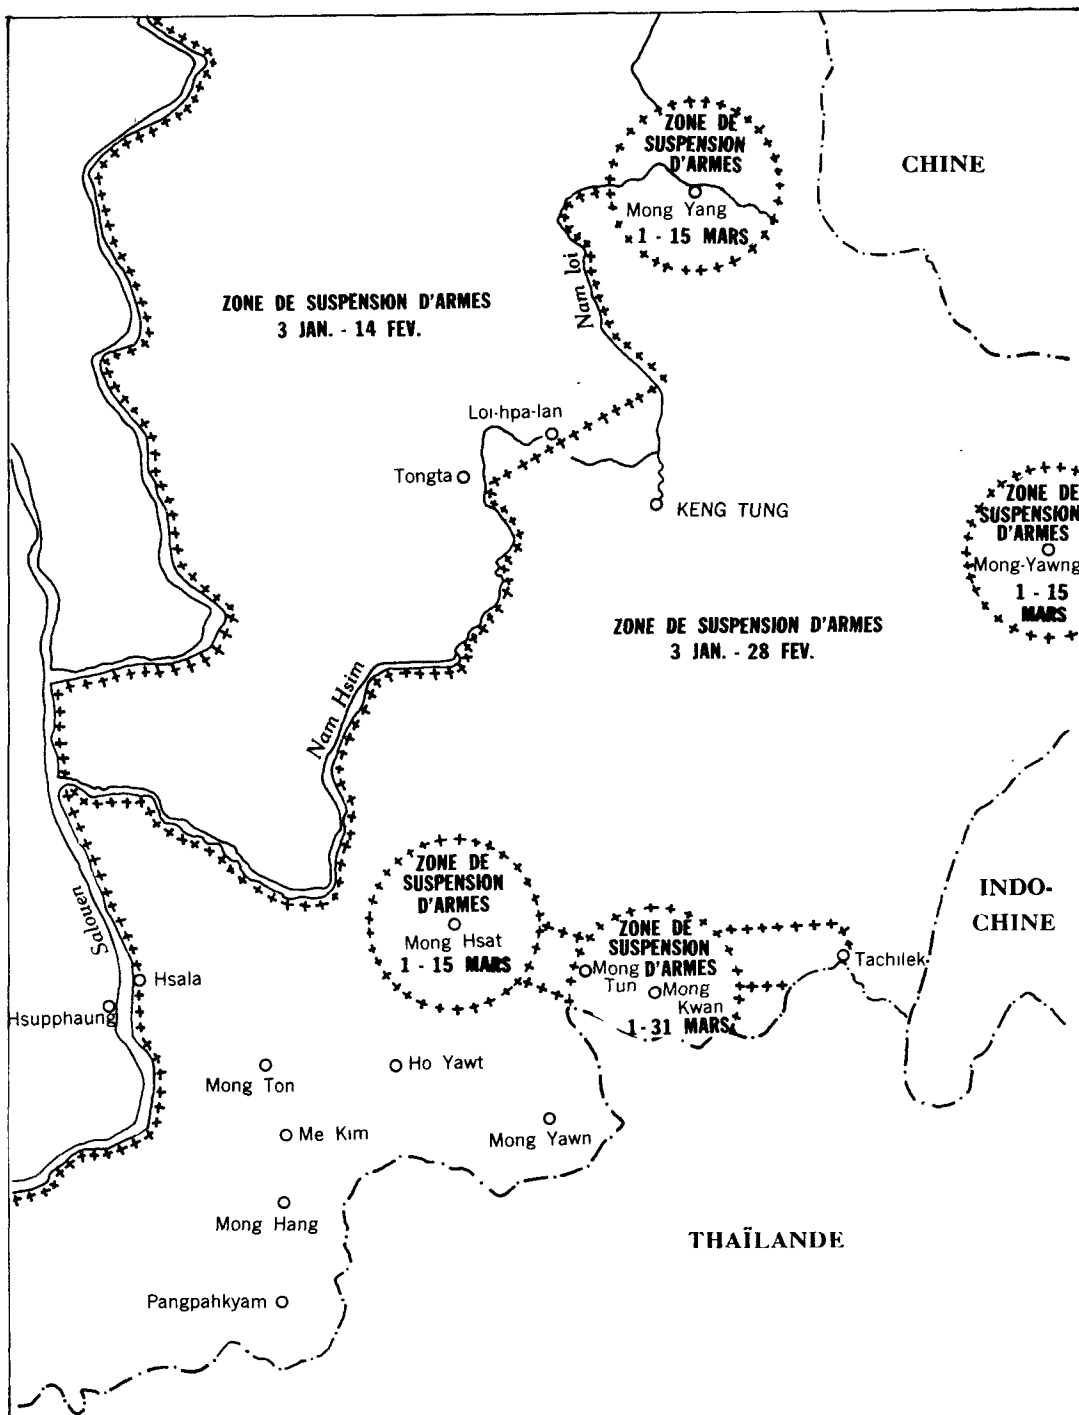 ZONE DE
SUSPENSION
D'ARMES
Mong Yang
1 - 15 MARS
CHINE
Nam loi
ZONE DE SUSPENSION D'ARMES
3 JAN. - 14 FEV.
Loi-hpa-lan
Tongta
KENG TUNG
ZONE DE
SUSPENSION
D'ARMES
Mong-Yawng
1 - 15
MARS
ZONE DE SUSPENSION D'ARMES
3 JAN. - 28 FEV.
Nam Hsim
Salouen
ZONE DE
SUSPENSION
D'ARMES
Mong Hsat
1 - 15 MARS
ZONE DE
SUSPENSION
D'ARMES
Mong
Tun
Mong
Kwan
1 - 31 MARS
Tachilek
INDO-
CHINE
Hsala
Hsupphaung
Mong Ton
Ho Yawt
Me Kim
Mong Yawn
Mong Hang
THAÏLANDE
Pangpahkyam